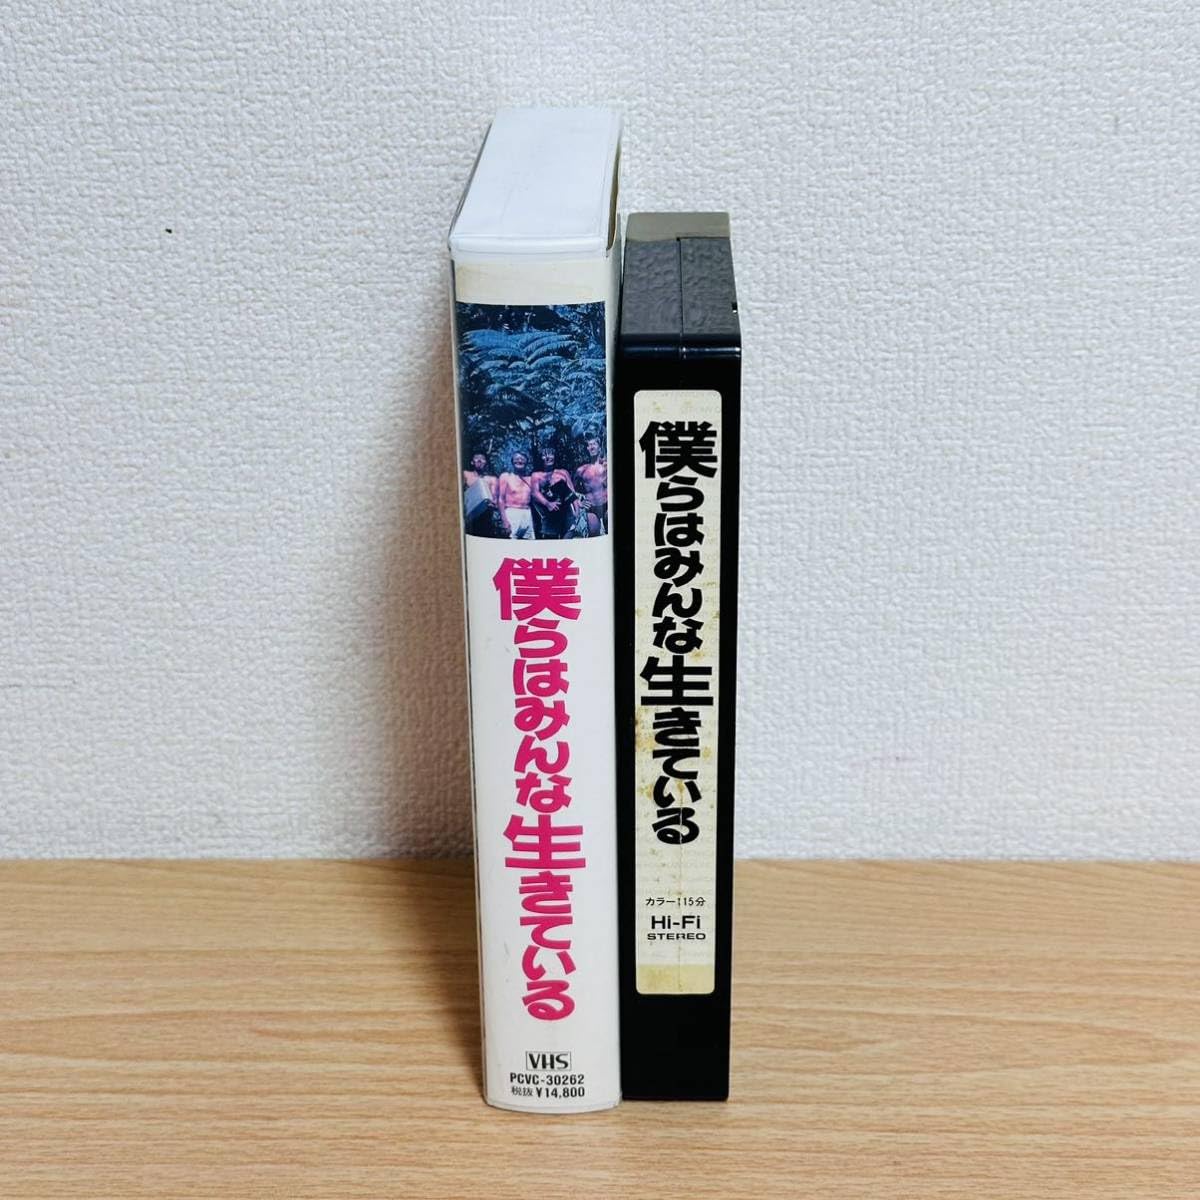 僕らはみんな生きている
VHS
PCVC-30262
税抜¥14,800
僕らはみんな生きている
カラー115分
Hi-Fi
STEREO